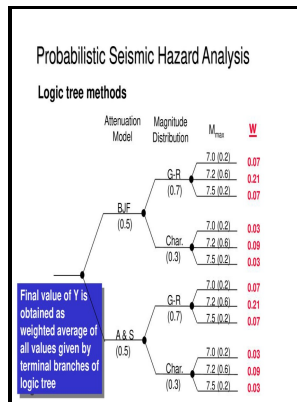 Probabilistic Seismic Hazard Analysis
Logic tree methods
Attenuation Model
Magnitude Distribution
Mmax
W
7.0 (0.2) 0.07
G-R 7.2 (0.6) 0.21
(0.7) 7.5 (0.2) 0.07
BJF
(0.5)
7.0 (0.2) 0.03
Char. 7.2 (0.6) 0.09
(0.3) 7.5 (0.2) 0.03
7.0 (0.2) 0.07
G-R 7.2 (0.6) 0.21
(0.7) 7.5 (0.2) 0.07
A & S
(0.5)
7.0 (0.2) 0.03
Char. 7.2 (0.6) 0.09
(0.3) 7.5 (0.2) 0.03
Final value of Y is
obtained as
weighted average of
all values given by
terminal branches of
logic tree